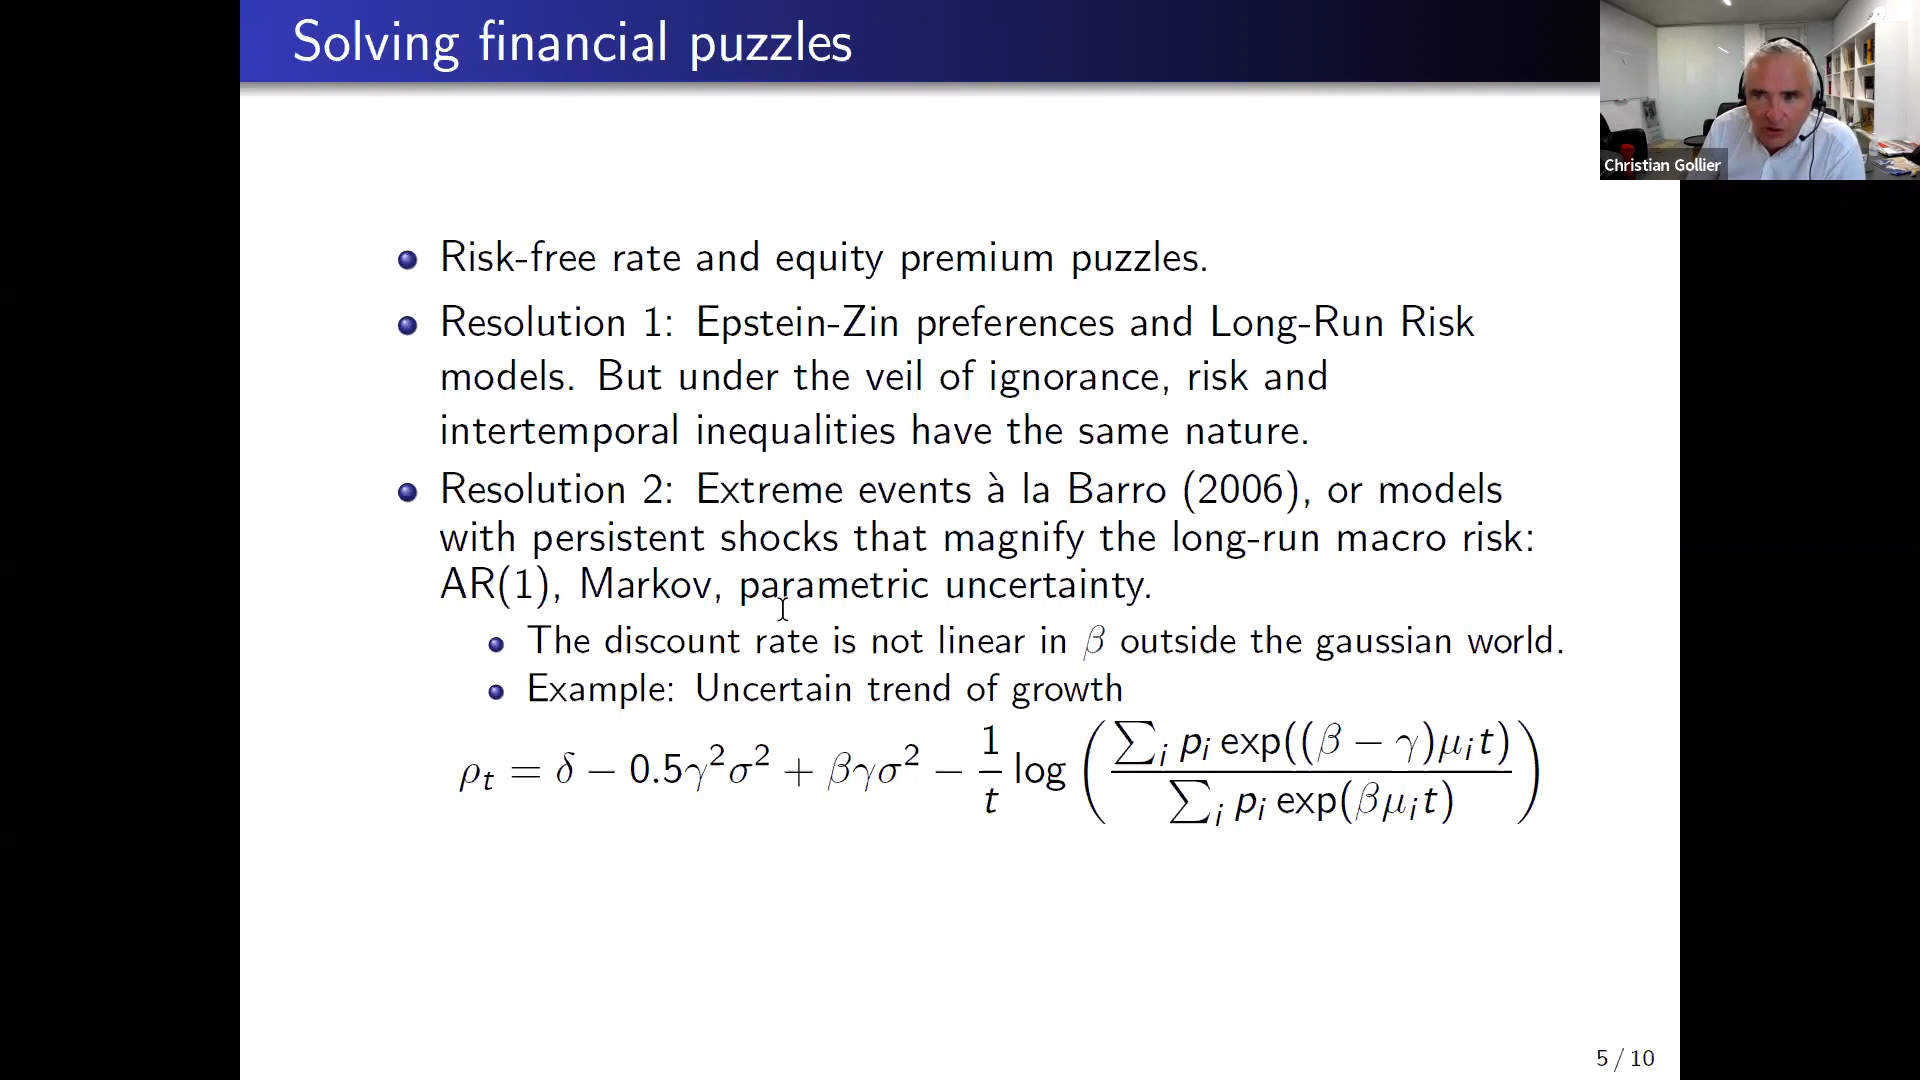 Solving financial puzzles
Christian Gollier
Risk-free rate and equity premium puzzles.
Resolution 1: Epstein-Zin preferences and Long-Run Risk
models. But under the veil of ignorance, risk and
intertemporal inequalities have the same nature.
Resolution 2: Extreme events à la Barro (2006), or models
with persistent shocks that magnify the long-run macro risk:
AR(1), Markov, parametric uncertainty.
The discount rate is not linear in β outside the gaussian world.
Example: Uncertain trend of growth
ρ_t = δ − 0.5γ²σ² + βγσ² − (1/t) log( (∑_i p_i exp((β − γ)μ_i t)) / (∑_i p_i exp(βμ_i t)) )
5 / 10